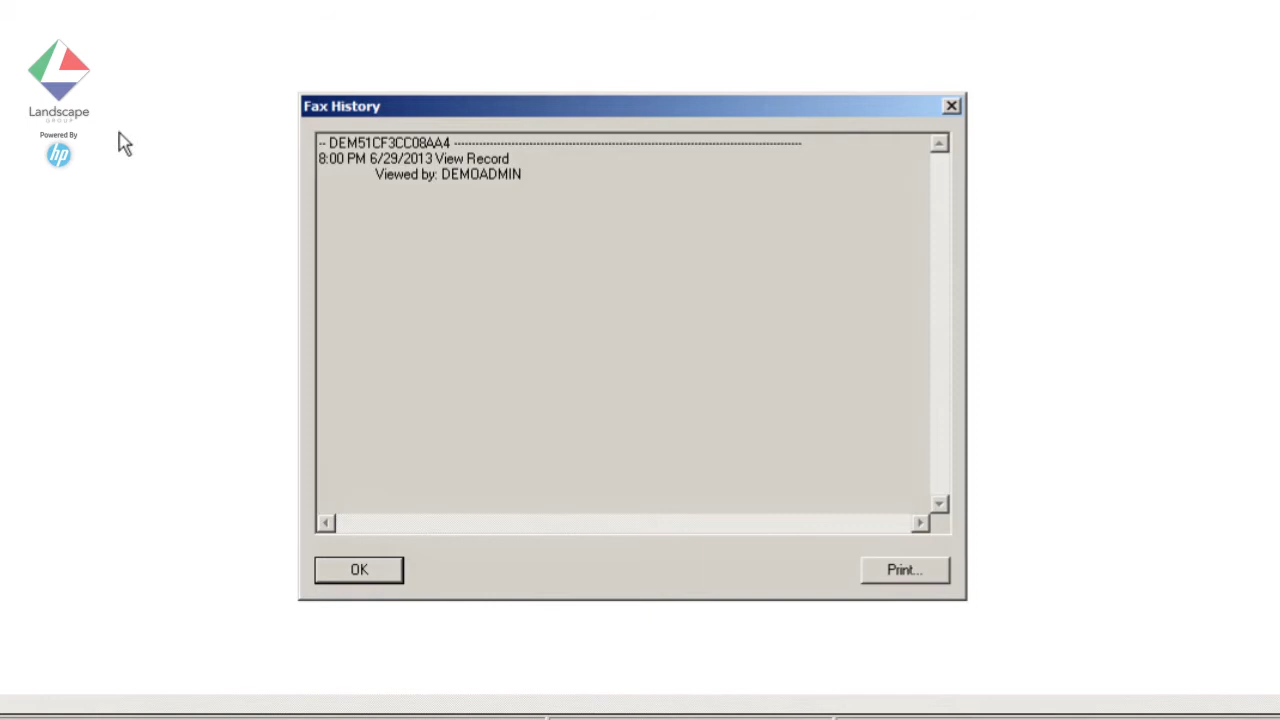 Landscape
GROUP
Powered By
hp
Fax History
-- DEM51CF3CC08AA4 --------------------------------------------------------------------------------
8:00 PM 6/29/2013 View Record
Viewed by: DEMOADMIN
OK
Print...